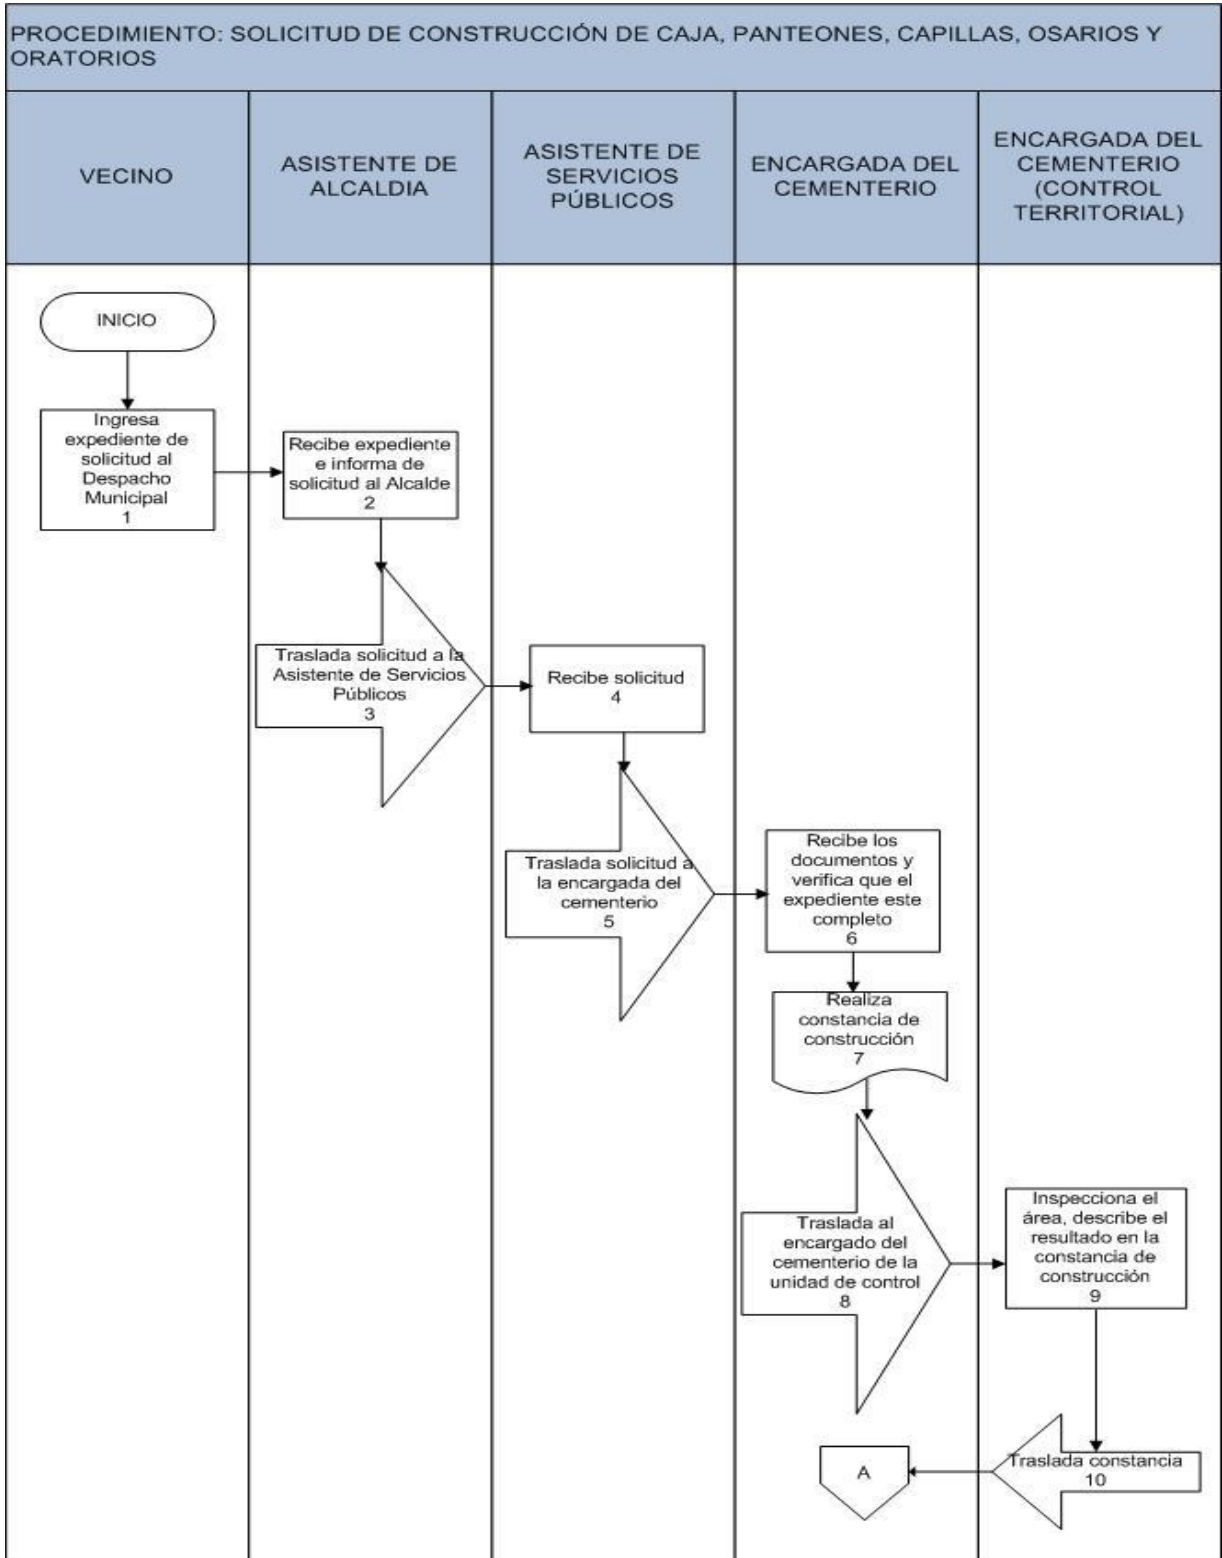 PROCEDIMIENTO: SOLICITUD DE CONSTRUCCIÓN DE CAJA, PANTEONES, CAPILLAS, OSARIOS Y
ORATORIOS
VECINO
ASISTENTE DE
ALCALDIA
ASISTENTE DE
SERVICIOS
PÚBLICOS
ENCARGADA DEL
CEMENTERIO
ENCARGADA DEL
CEMENTERIO
(CONTROL
TERRITORIAL)
INICIO
Ingresa
expediente de
solicitud al
Despacho
Municipal
1
Recibe expediente
e informa de
solicitud al Alcalde
2
Traslada solicitud a la
Asistente de Servicios
Públicos
3
Recibe solicitud
4
Traslada solicitud a
la encargada del
cementerio
5
Recibe los
documentos y
verifica que el
expediente este
completo
6
Realiza
constancia de
construcción
7
Traslada al
encargado del
cementerio de la
unidad de control
8
Inspecciona el
área, describe el
resultado en la
constancia de
construcción
9
Traslada constancia
10
A